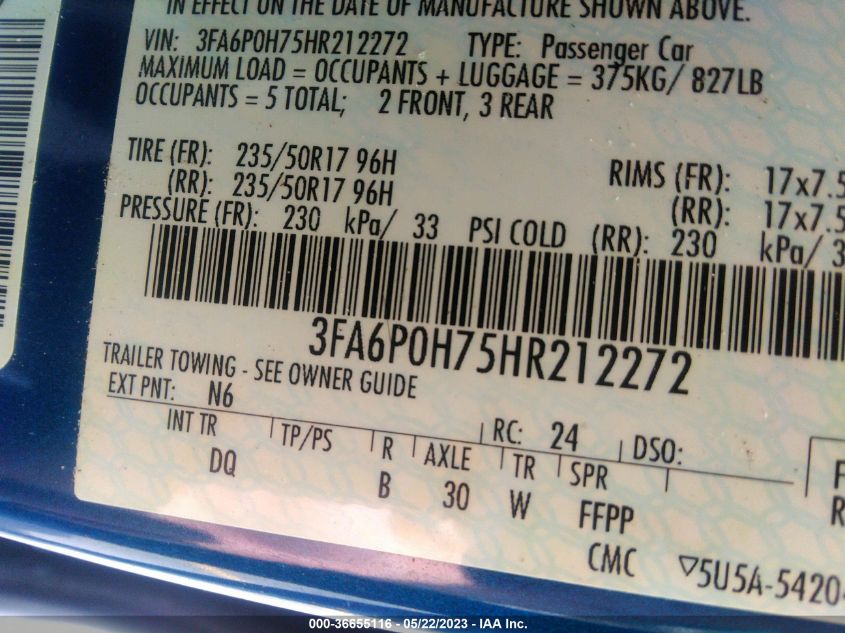 IN EFFECT ON THE DATE OF MANUFACTURE SHOWN ABOVE.
VIN: 3FA6P0H75HR212272 TYPE: Passenger Car
MAXIMUM LOAD = OCCUPANTS + LUGGAGE = 375KG/ 827LB
OCCUPANTS = 5 TOTAL; 2 FRONT, 3 REAR
TIRE (FR): 235/50R17 96H RIMS (FR): 17x7.5
(RR): 235/50R17 96H (RR): 17x7.5
PRESSURE (FR): 230 kPa/ 33 PSI COLD (RR): 230 kPa/ 3
3FA6P0H75HR212272
TRAILER TOWING - SEE OWNER GUIDE
EXT PNT: N6 RC: 24 DSO:
INT TR TP/PS R AXLE TR SPR F
DQ B 30 W FFPP R
CMC ▽5U5A-5420
000-36655116 - 05/22/2023 - IAA Inc.